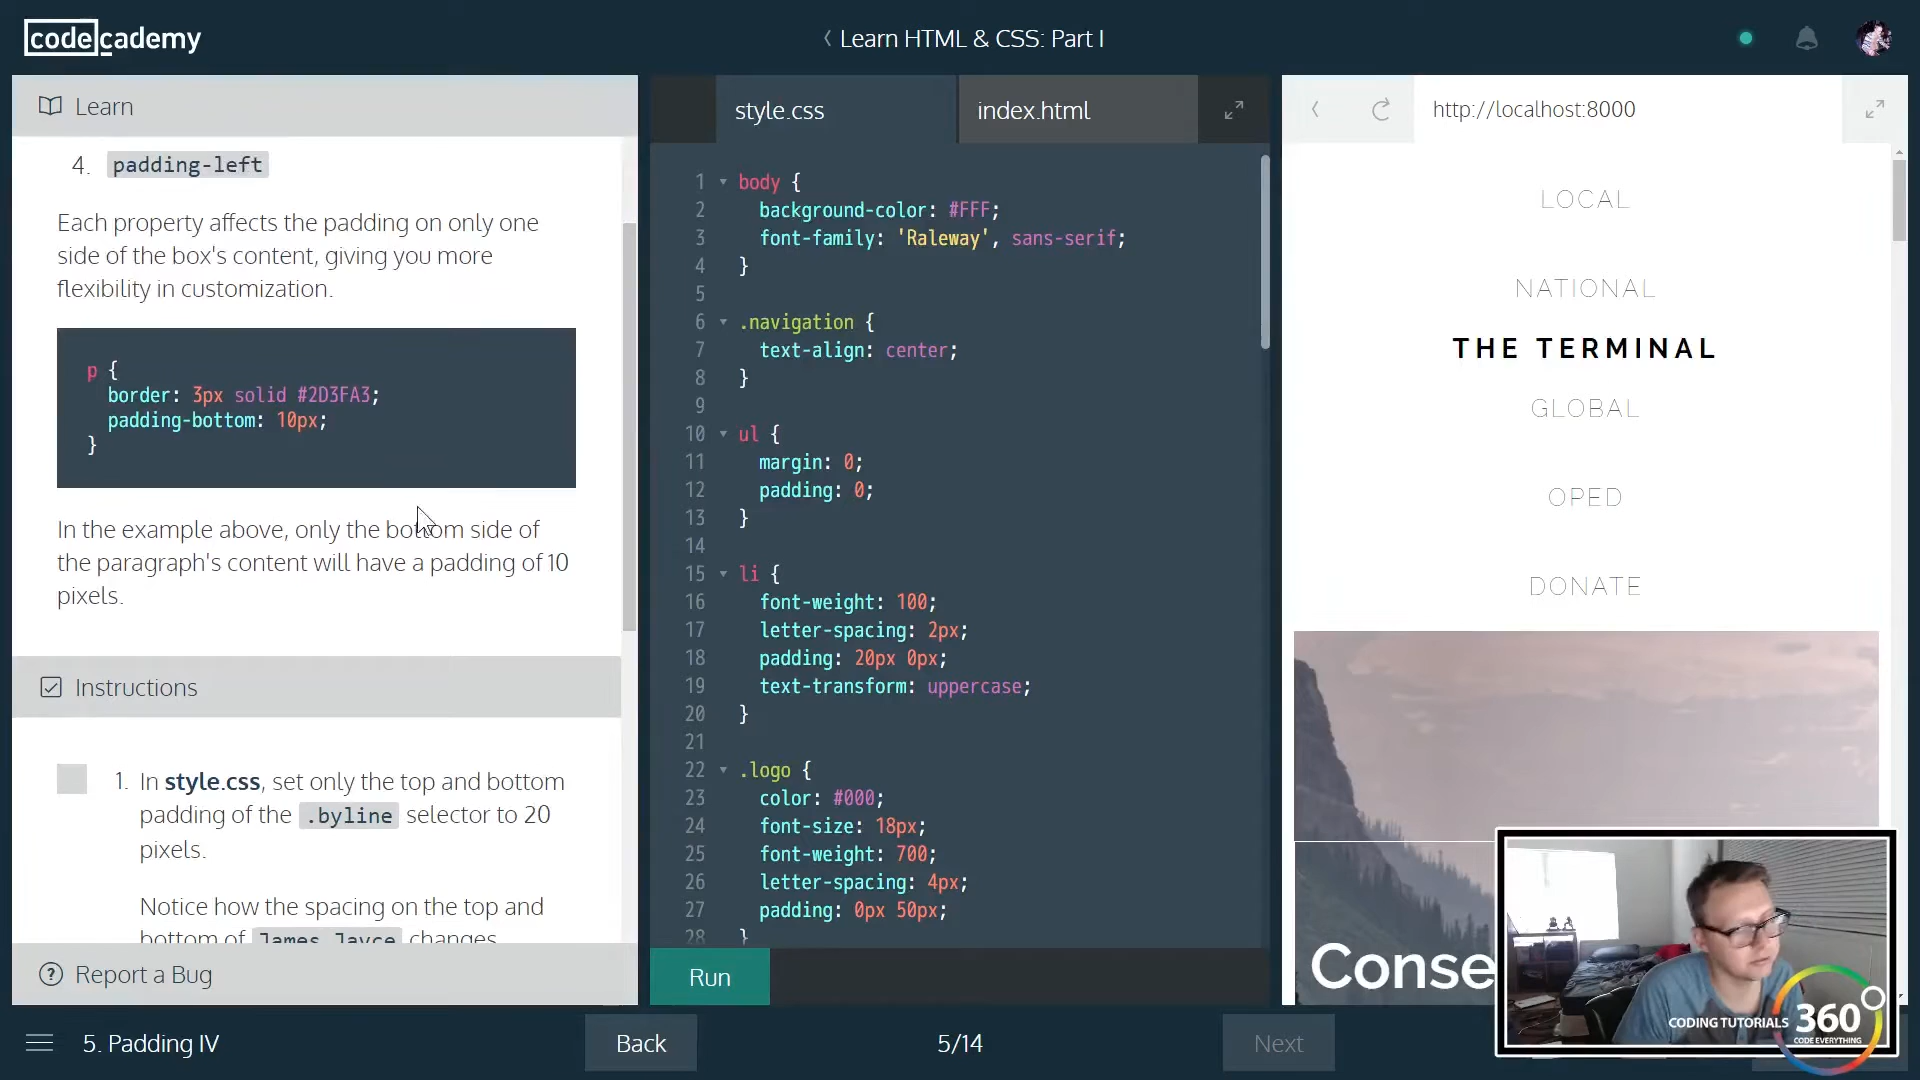 codecademy
Learn HTML & CSS: Part I
Learn
4. padding-left
Each property affects the padding on only one
side of the box's content, giving you more
flexibility in customization.
p {
border: 3px solid #2D3FA3;
padding-bottom: 10px;
}
In the example above, only the bottom side of
the paragraph's content will have a padding of 10
pixels.
Instructions
1. In style.css, set only the top and bottom
padding of the .byline selector to 20
pixels.
Notice how the spacing on the top and
bottom of James Jayce changes
Report a Bug
style.css
index.html
1 body {
2 background-color: #FFF;
3 font-family: 'Raleway', sans-serif;
4 }
5
6 .navigation {
7 text-align: center;
8 }
9
10 ul {
11 margin: 0;
12 padding: 0;
13 }
14
15 li {
16 font-weight: 100;
17 letter-spacing: 2px;
18 padding: 20px 0px;
19 text-transform: uppercase;
20 }
21
22 .logo {
23 color: #000;
24 font-size: 18px;
25 font-weight: 700;
26 letter-spacing: 4px;
27 padding: 0px 50px;
28 }
Run
http://localhost:8000
LOCAL
NATIONAL
THE TERMINAL
GLOBAL
OPED
DONATE
Conse
CODING TUTORIALS 360°
CODE EVERYTHING
5. Padding IV
Back
5/14
Next